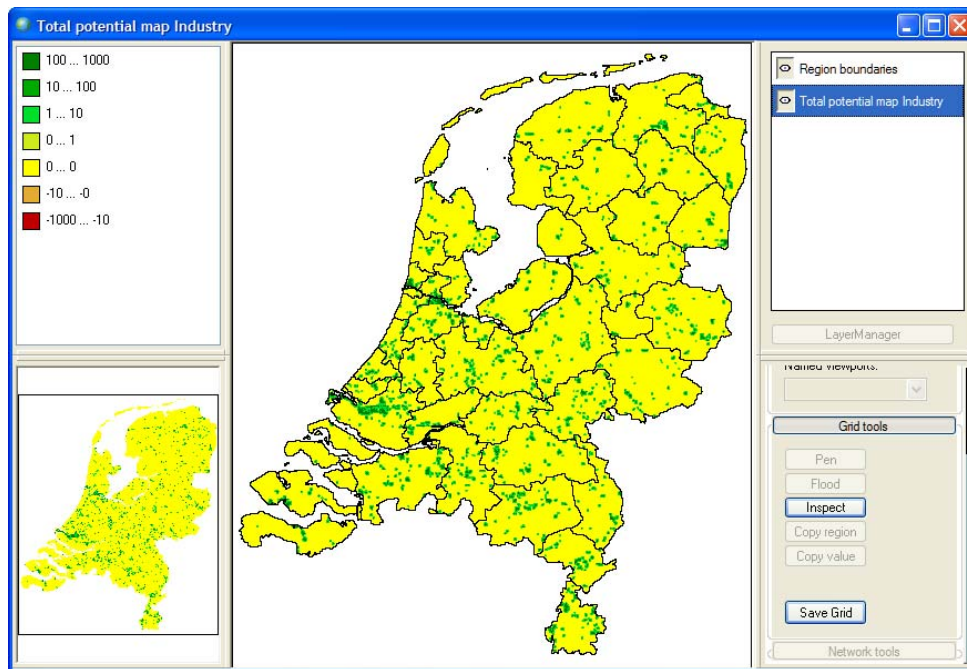 Total potential map Industry
100 ... 1000
10 ... 100
1 ... 10
0 ... 1
0 ... 0
-10 ... -0
-1000 ... -10
Region boundaries
Total potential map Industry
LayerManager
Named viewports:
Grid tools
Pen
Flood
Inspect
Copy region
Copy value
Save Grid
Network tools